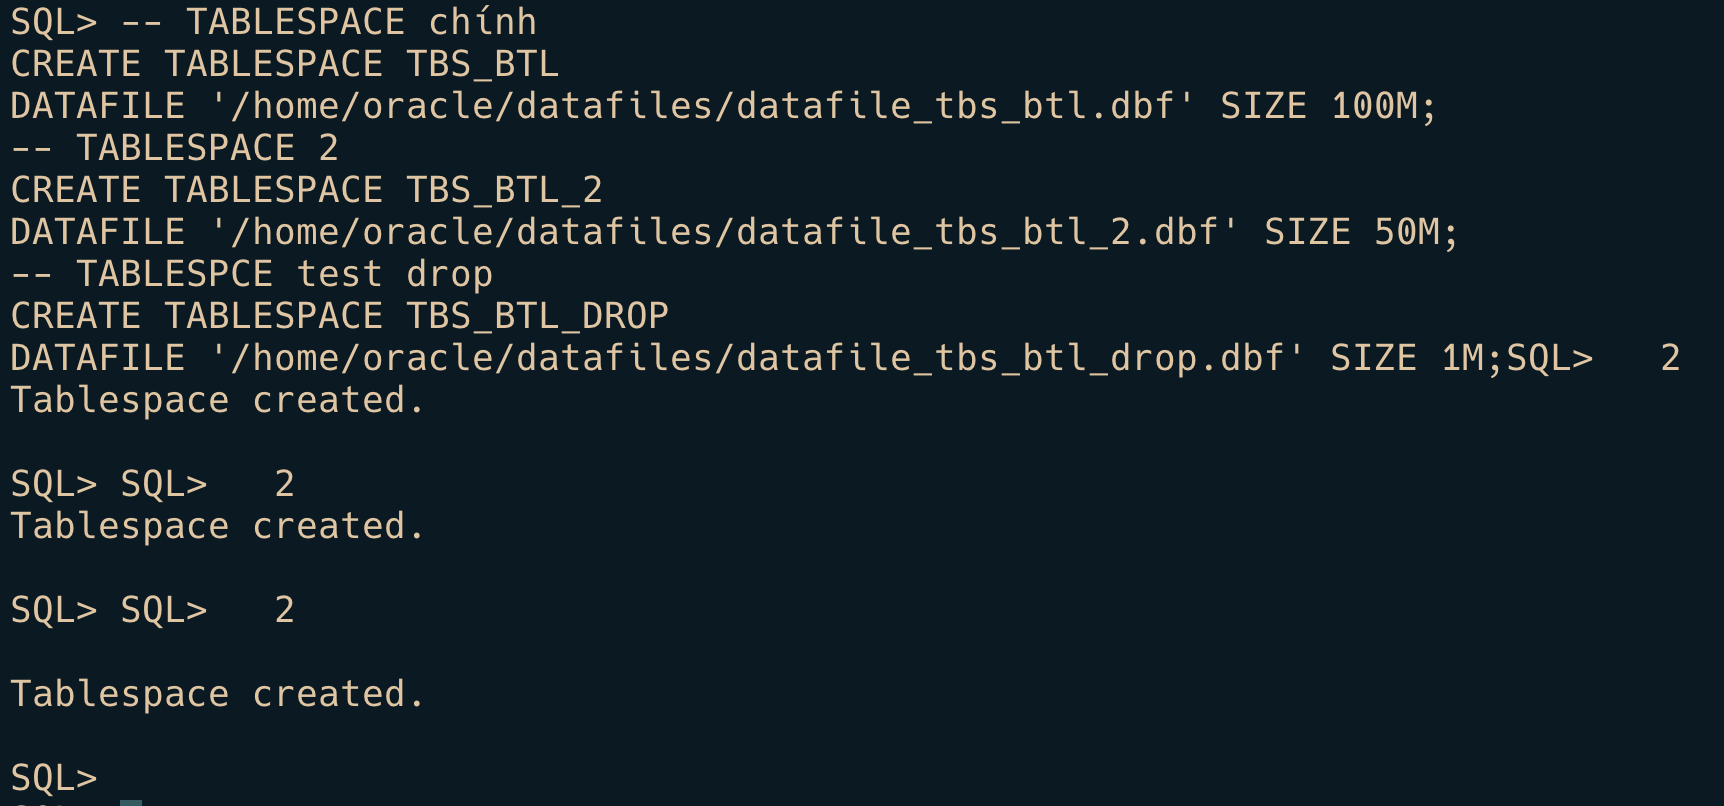 SQL> -- TABLESPACE chính
CREATE TABLESPACE TBS_BTL
DATAFILE '/home/oracle/datafiles/datafile_tbs_btl.dbf' SIZE 100M;
-- TABLESPACE 2
CREATE TABLESPACE TBS_BTL_2
DATAFILE '/home/oracle/datafiles/datafile_tbs_btl_2.dbf' SIZE 50M;
-- TABLESPCE test drop
CREATE TABLESPACE TBS_BTL_DROP
DATAFILE '/home/oracle/datafiles/datafile_tbs_btl_drop.dbf' SIZE 1M;SQL>   2
Tablespace created.
SQL> SQL>   2
Tablespace created.
SQL> SQL>   2
Tablespace created.
SQL>